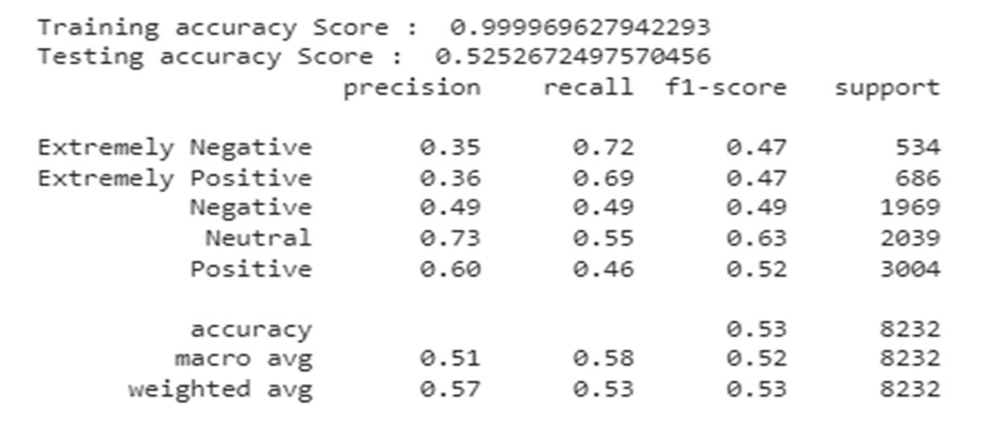 Training accuracy Score :  0.999969627942293
Testing accuracy Score :  0.5252672497570456
precision recall f1-score support
Extremely Negative 0.35 0.72 0.47 534
Extremely Positive 0.36 0.69 0.47 686
Negative 0.49 0.49 0.49 1969
Neutral 0.73 0.55 0.63 2039
Positive 0.60 0.46 0.52 3004
accuracy 0.53 8232
macro avg 0.51 0.58 0.52 8232
weighted avg 0.57 0.53 0.53 8232